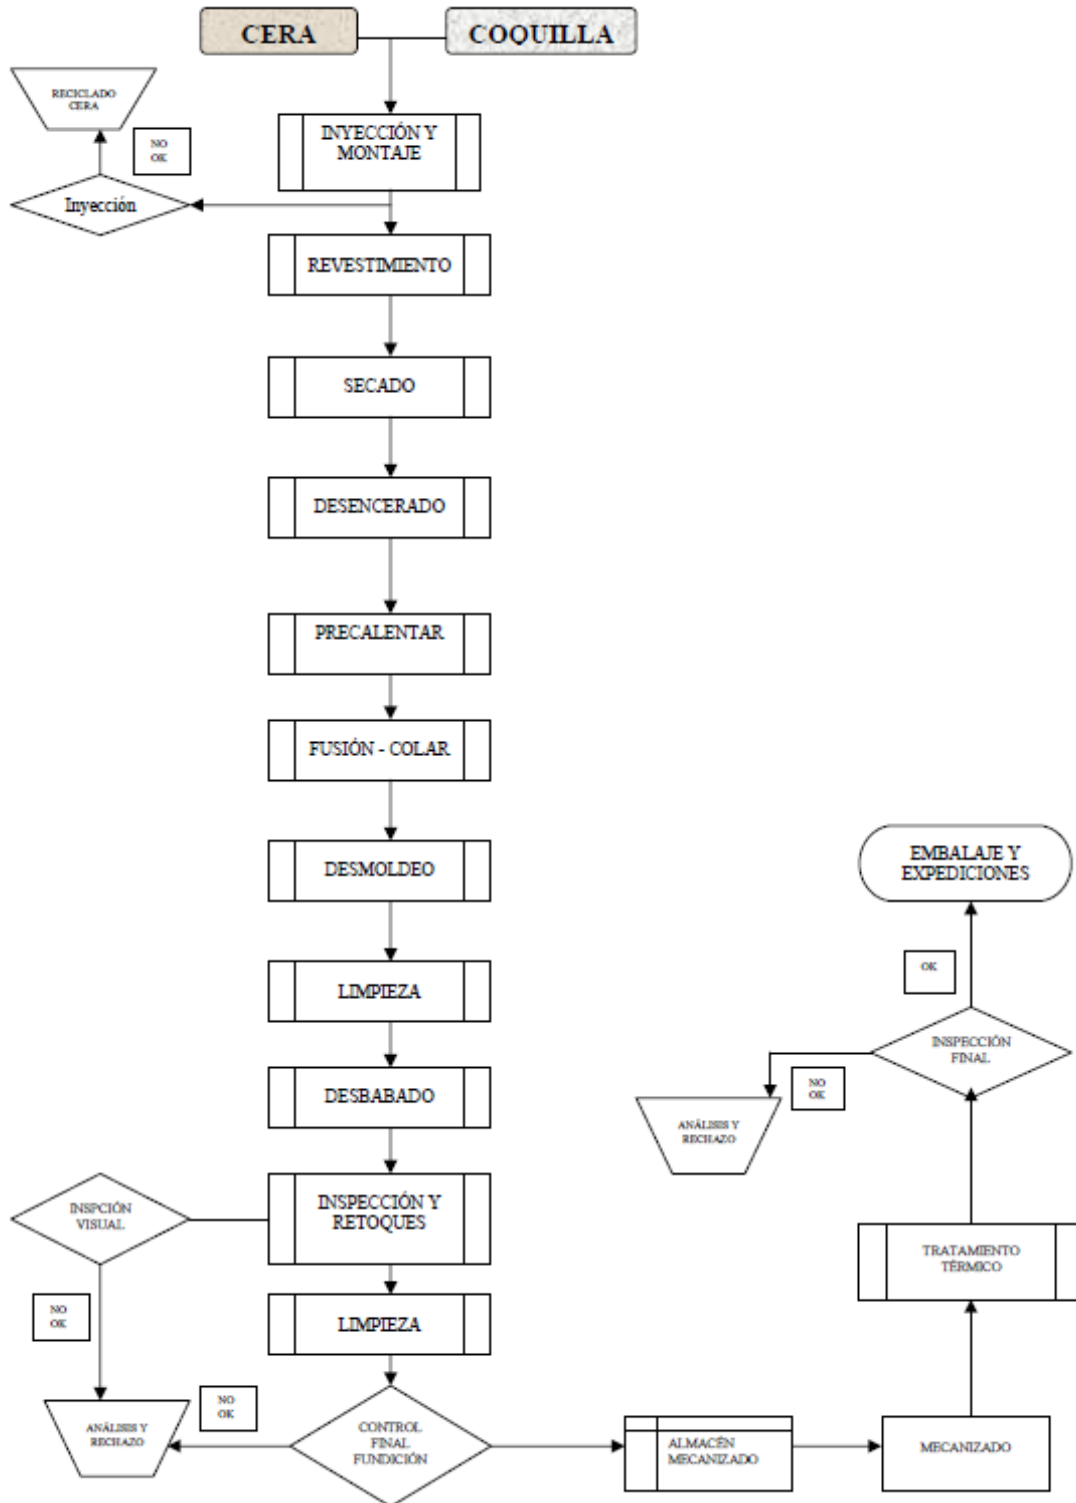 CERA
COQUILLA
RECICLADO
CERA
NO
OK
INYECCIÓN Y
MONTAJE
Inyección
REVESTIMIENTO
SECADO
DESENCERADO
PRECALENTAR
FUSIÓN - COLAR
DESMOLDEO
LIMPIEZA
DESBABADO
INSPECCIÓN Y
RETOQUES
INSPCIÓN
VISUAL
NO
OK
LIMPIEZA
NO
OK
ANÁLISIS Y
RECHAZO
CONTROL
FINAL
FUNDICIÓN
ALMACÉN
MECANIZADO
MECANIZADO
TRATAMIENTO
TÉRMICO
INSPECCIÓN
FINAL
NO
OK
ANÁLISIS Y
RECHAZO
OK
EMBALAJE Y
EXPEDICIONES